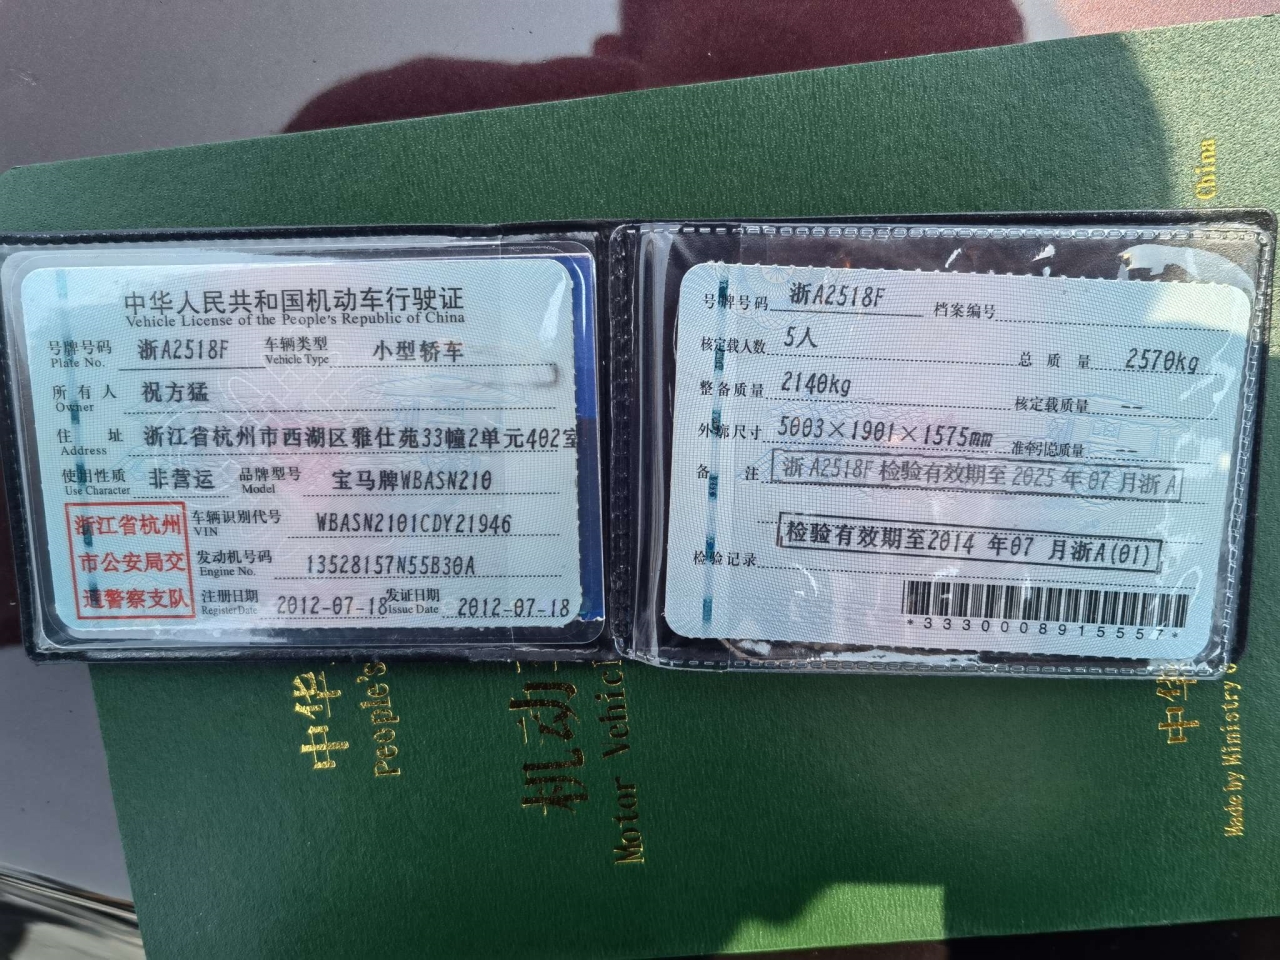 中华人民共和国机动车行驶证
Vehicle License of the People's Republic of China
号牌号码 浙A2518F 车辆类型 小型轿车
Plate No. Vehicle Type
所有人 祝方猛
Owner
住址 浙江省杭州市西湖区雅仕苑33幢2单元402室
Address
使用性质 非营运 品牌型号 宝马牌WBASN210
Use Character Model
浙江省杭州市公安局交通警察支队
车辆识别代号 WBASN2101CDY21946
VIN
发动机号码 13528157N55B30A
Engine No.
注册日期 2012-07-18 发证日期 2012-07-18
Register Date Issue Date
号牌号码 浙A2518F 档案编号
核定载人数 5人 总质量 2570kg
整备质量 2140kg 核定载质量 --
外廓尺寸 5003×1901×1575mm 准牵引总质量 --
备注 浙A2518F 检验有效期至2025年07月浙A
检验有效期至2014年07月浙A(01)
检验记录
*3330008915557*
中华
People's
机动
Motor Vehicl
中华
Made by Ministry o
China